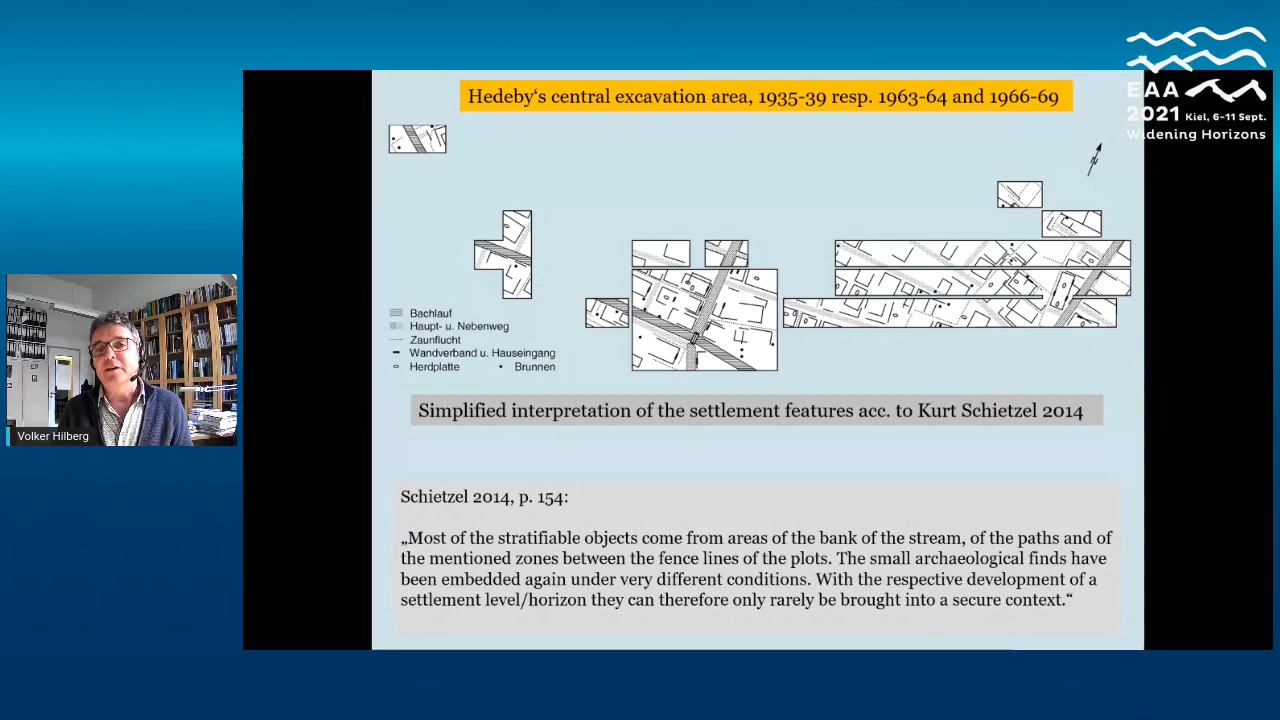 Hedeby‘s central excavation area, 1935-39 resp. 1963-64 and 1966-69
EAA
2021 Kiel, 6-11 Sept.
Widening Horizons
N
Bachlauf
Haupt- u. Nebenweg
Zaunflucht
Wandverband u. Hauseingang
Herdplatte
Brunnen
Simplified interpretation of the settlement features acc. to Kurt Schietzel 2014
Volker Hilberg
Schietzel 2014, p. 154:
„Most of the stratifiable objects come from areas of the bank of the stream, of the paths and of
the mentioned zones between the fence lines of the plots. The small archaeological finds have
been embedded again under very different conditions. With the respective development of a
settlement level/horizon they can therefore only rarely be brought into a secure context.“